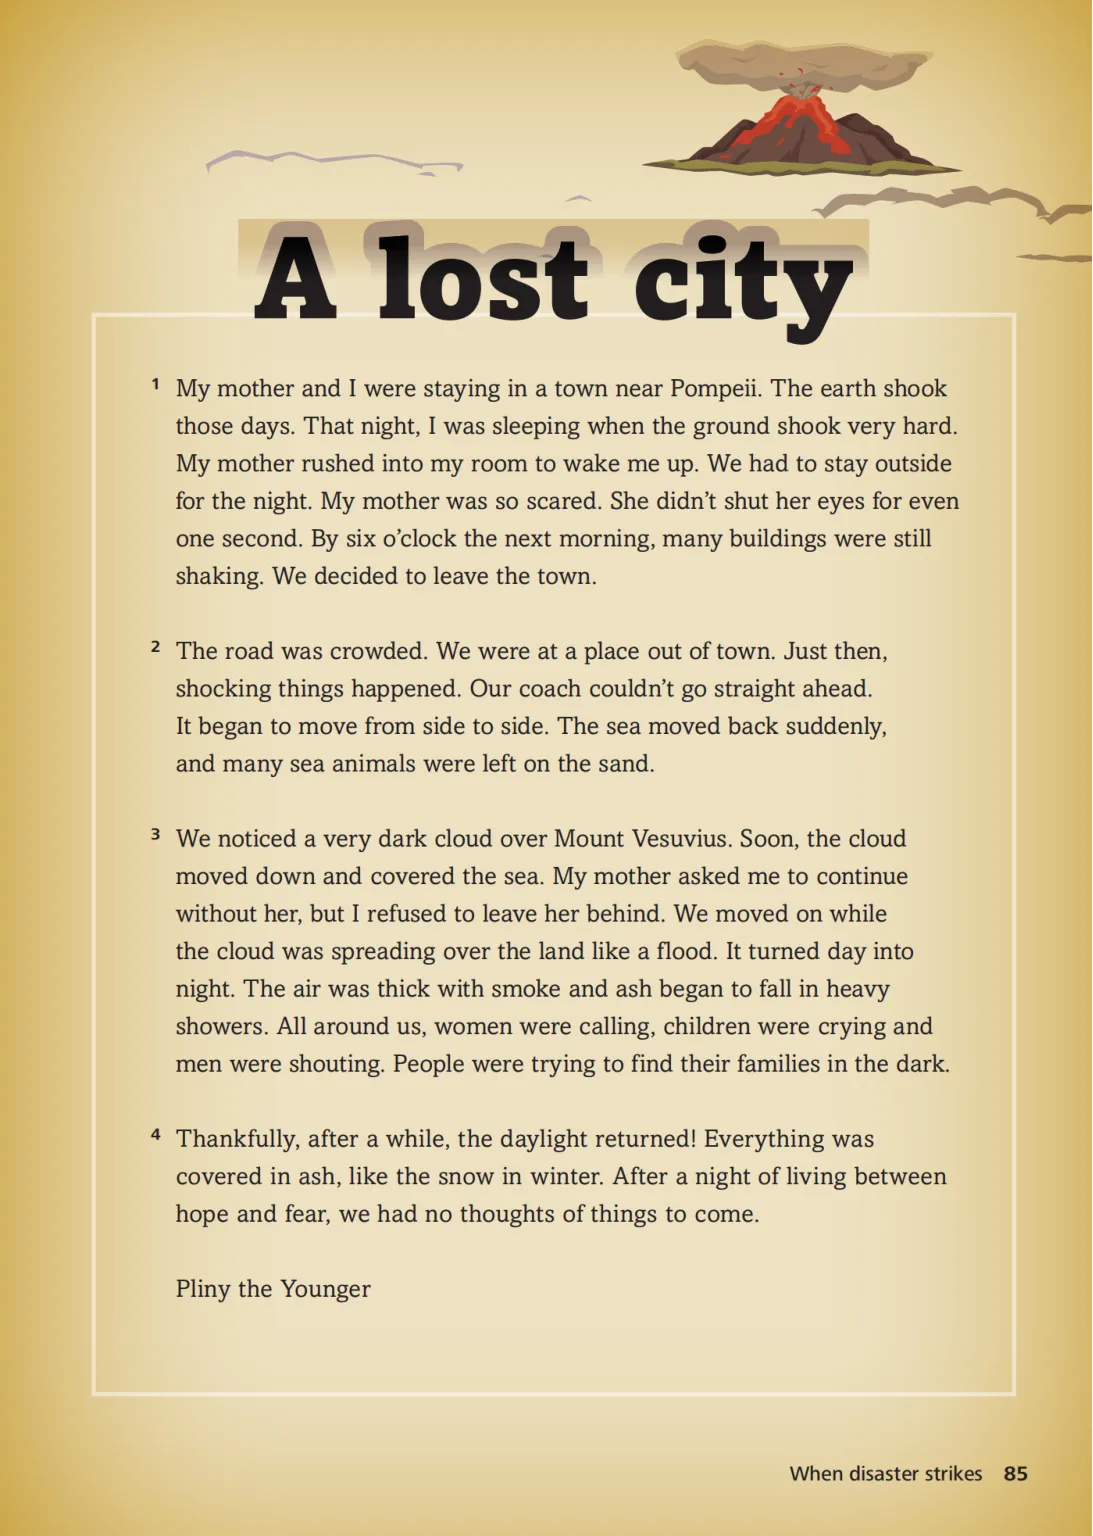 A lost city
1 My mother and I were staying in a town near Pompeii. The earth shook
those days. That night, I was sleeping when the ground shook very hard.
My mother rushed into my room to wake me up. We had to stay outside
for the night. My mother was so scared. She didn't shut her eyes for even
one second. By six o'clock the next morning, many buildings were still
shaking. We decided to leave the town.
2 The road was crowded. We were at a place out of town. Just then,
shocking things happened. Our coach couldn't go straight ahead.
It began to move from side to side. The sea moved back suddenly,
and many sea animals were left on the sand.
3 We noticed a very dark cloud over Mount Vesuvius. Soon, the cloud
moved down and covered the sea. My mother asked me to continue
without her, but I refused to leave her behind. We moved on while
the cloud was spreading over the land like a flood. It turned day into
night. The air was thick with smoke and ash began to fall in heavy
showers. All around us, women were calling, children were crying and
men were shouting. People were trying to find their families in the dark.
4 Thankfully, after a while, the daylight returned! Everything was
covered in ash, like the snow in winter. After a night of living between
hope and fear, we had no thoughts of things to come.
Pliny the Younger
When disaster strikes 85